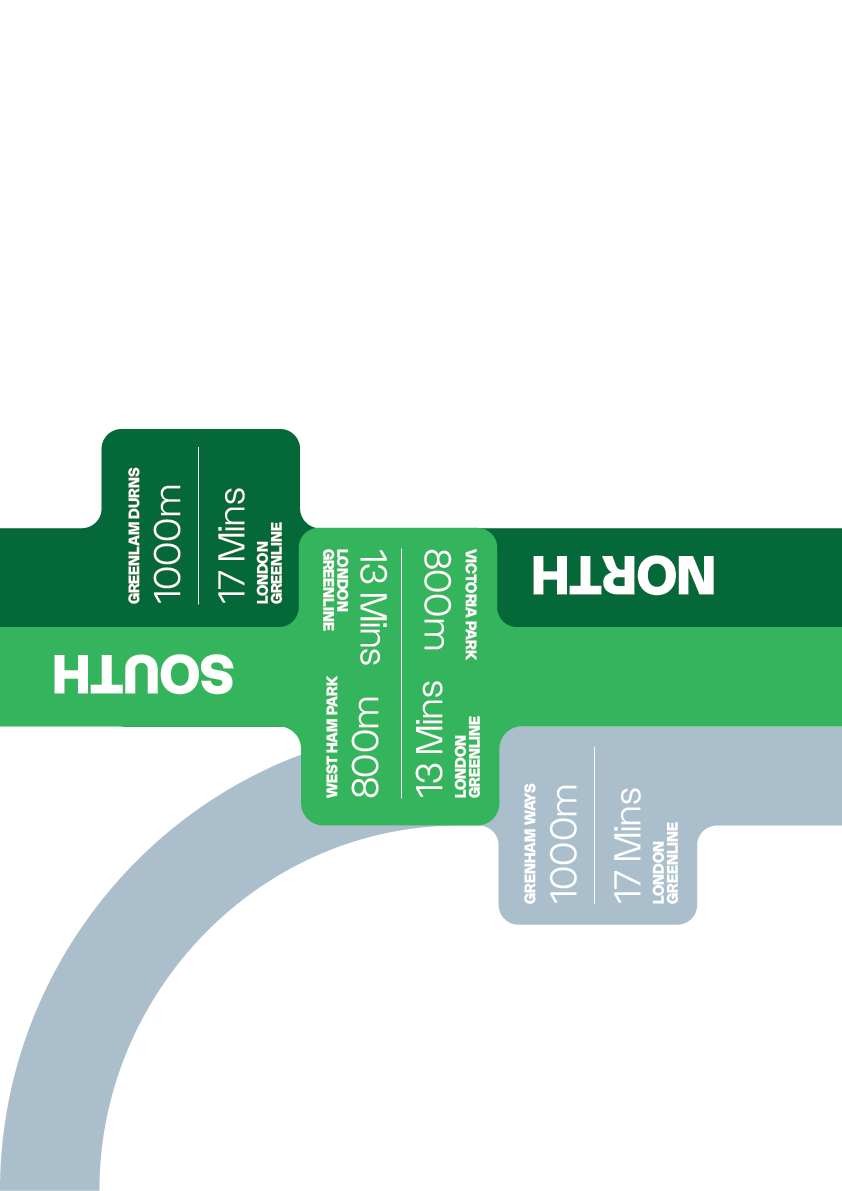 GREENLAM DURNS
1000m
17 Mins
LONDON
GREENLINE
VICTORIA PARK
800m
13 Mins
LONDON
GREENLINE
WEST HAM PARK
800m
13 Mins
LONDON
GREENLINE
NORTH
SOUTH
GRENHAM WAYS
1000m
17 Mins
LONDON
GREENLINE